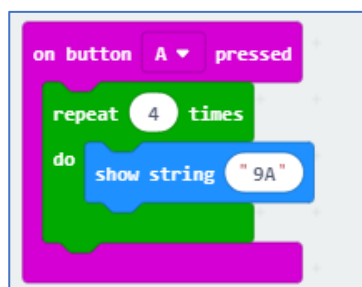 on button A pressed
repeat 4 times
do
show string "9A"